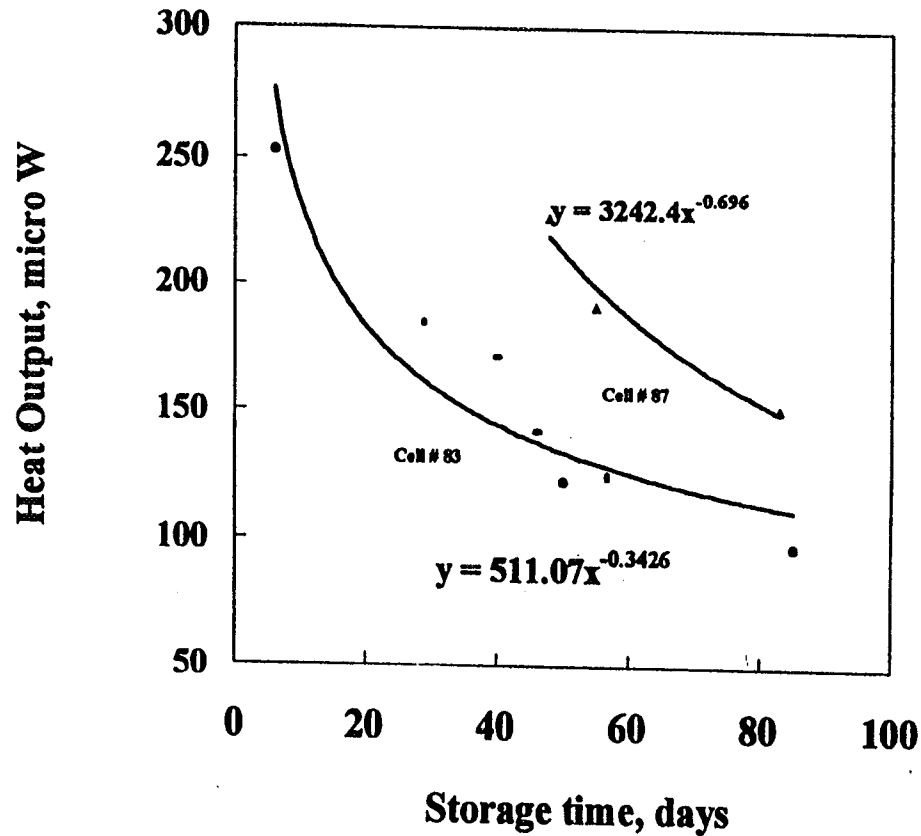 300
250
200
150
100
50
Heat Output, micro W
y = 3242.4x^-0.696
Cell # 87
Cell # 83
y = 511.07x^-0.3426
0 20 40 60 80 100
Storage time, days